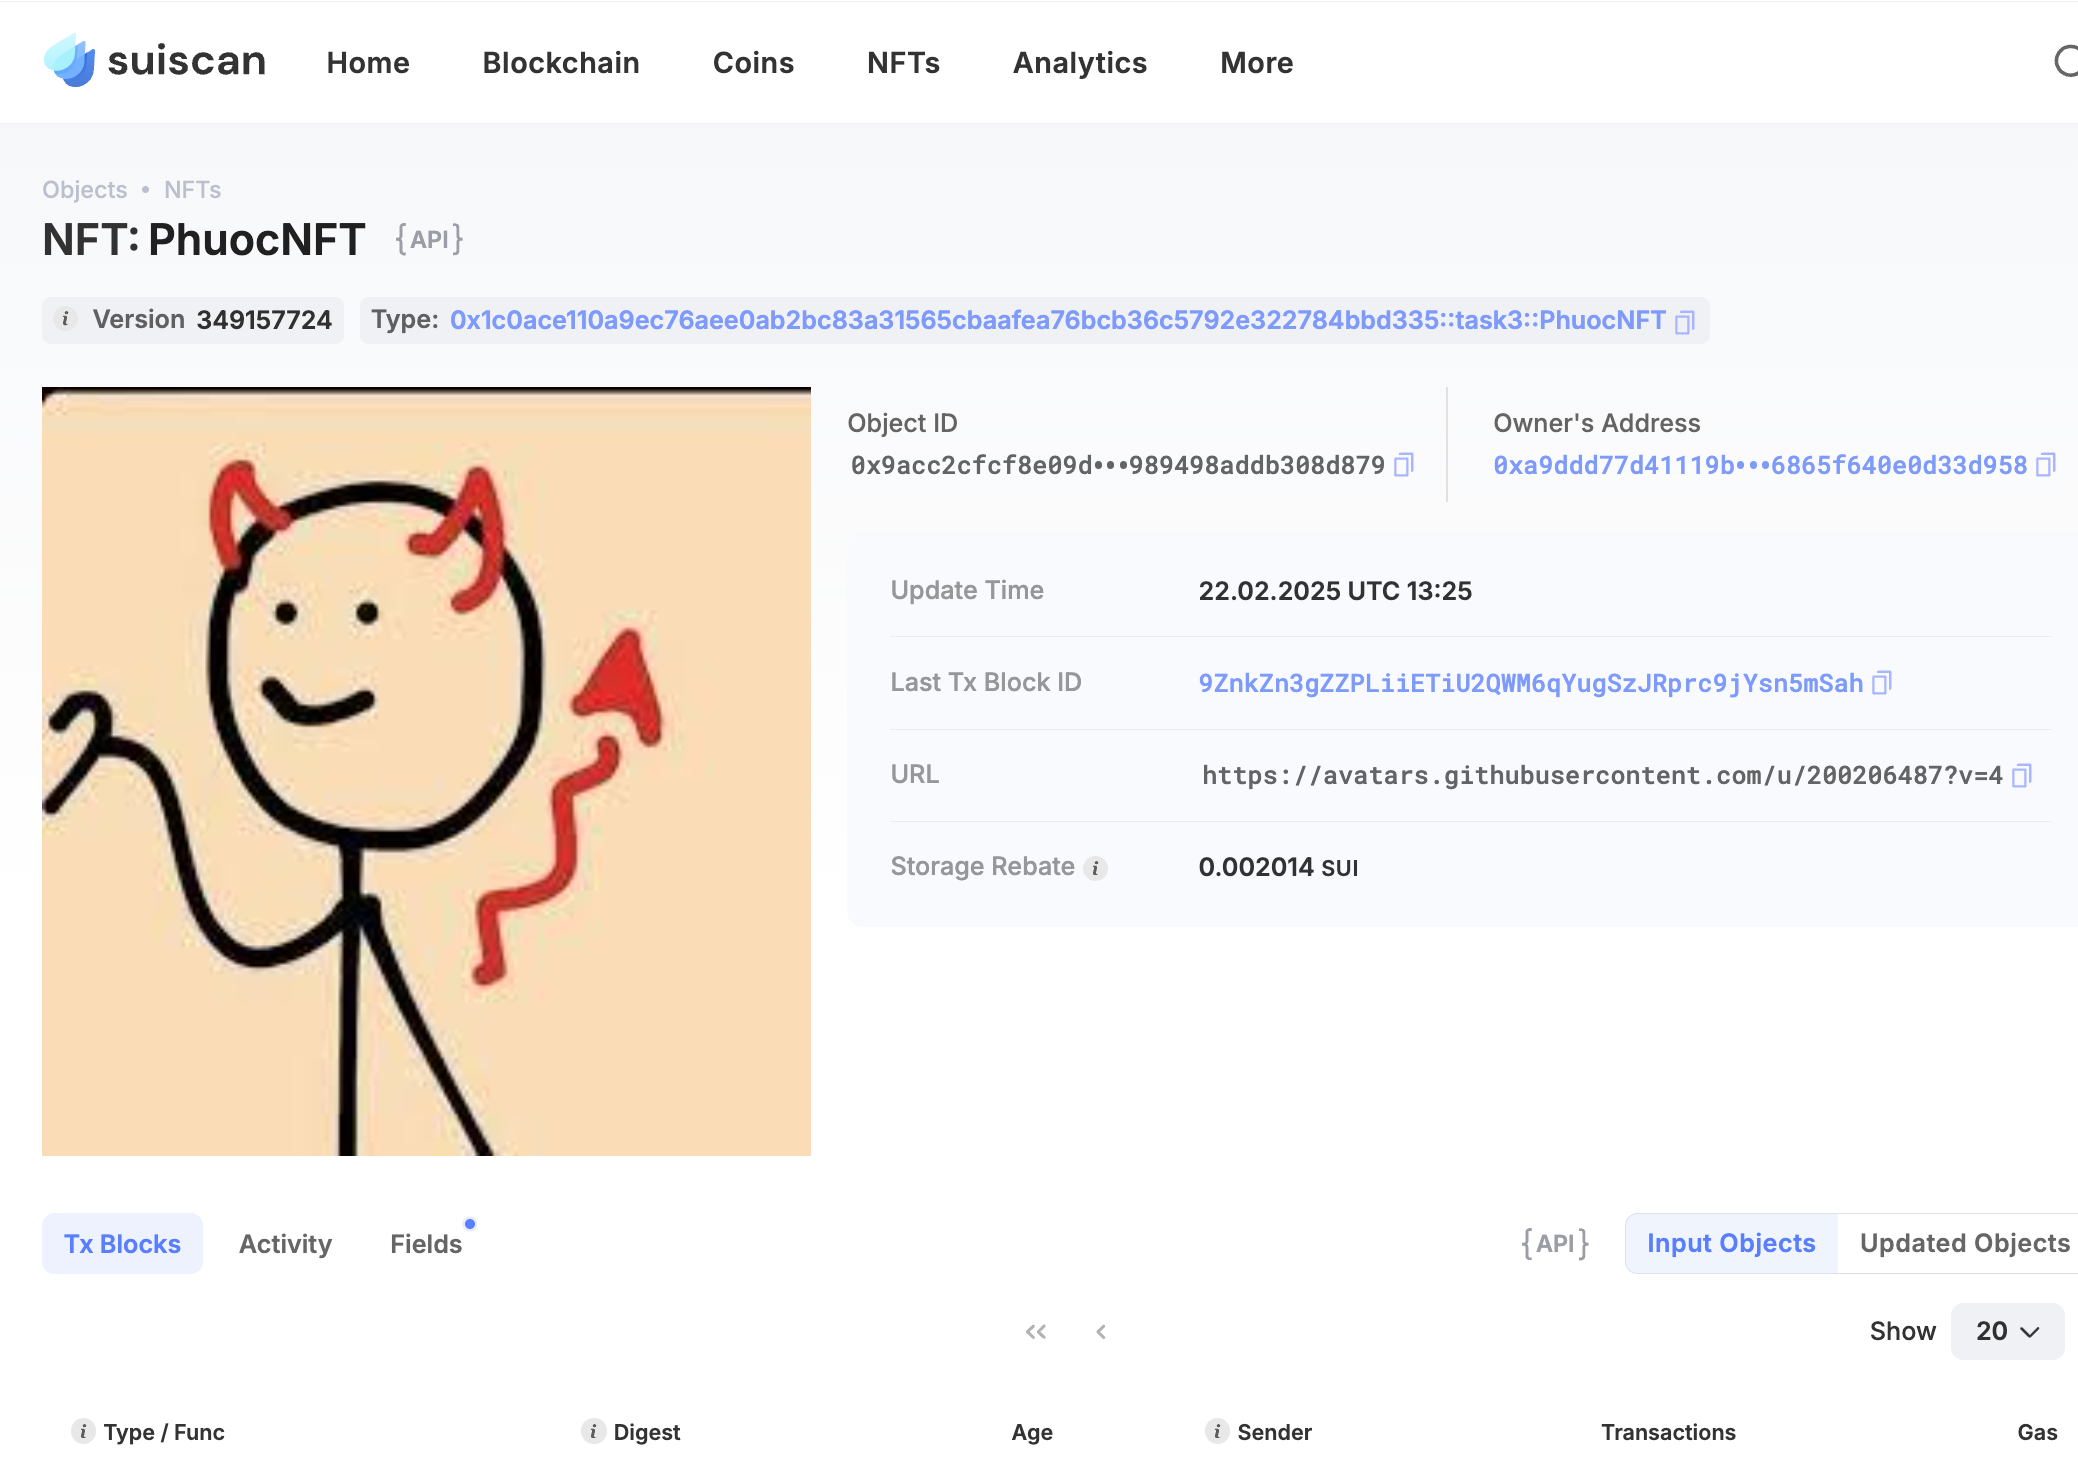 suiscan Home Blockchain Coins NFTs Analytics More
Objects • NFTs
NFT: PhuocNFT {API}
i Version 349157724 Type: 0x1c0ace110a9ec76aee0ab2bc83a31565cbaafea76bcb36c5792e322784bbd335::task3::PhuocNFT
Object ID
0x9acc2cfcf8e09d•••989498addb308d879
Owner's Address
0xa9ddd77d41119b•••6865f640e0d33d958
Update Time 22.02.2025 UTC 13:25
Last Tx Block ID 9ZnkZn3gZZPLiiETiU2QWM6qYugSzJRprc9jYsn5mSah
URL https://avatars.githubusercontent.com/u/200206487?v=4
Storage Rebate i 0.002014 SUI
Tx Blocks Activity Fields {API} Input Objects Updated Objects
Show 20
i Type / Func i Digest Age i Sender Transactions Gas